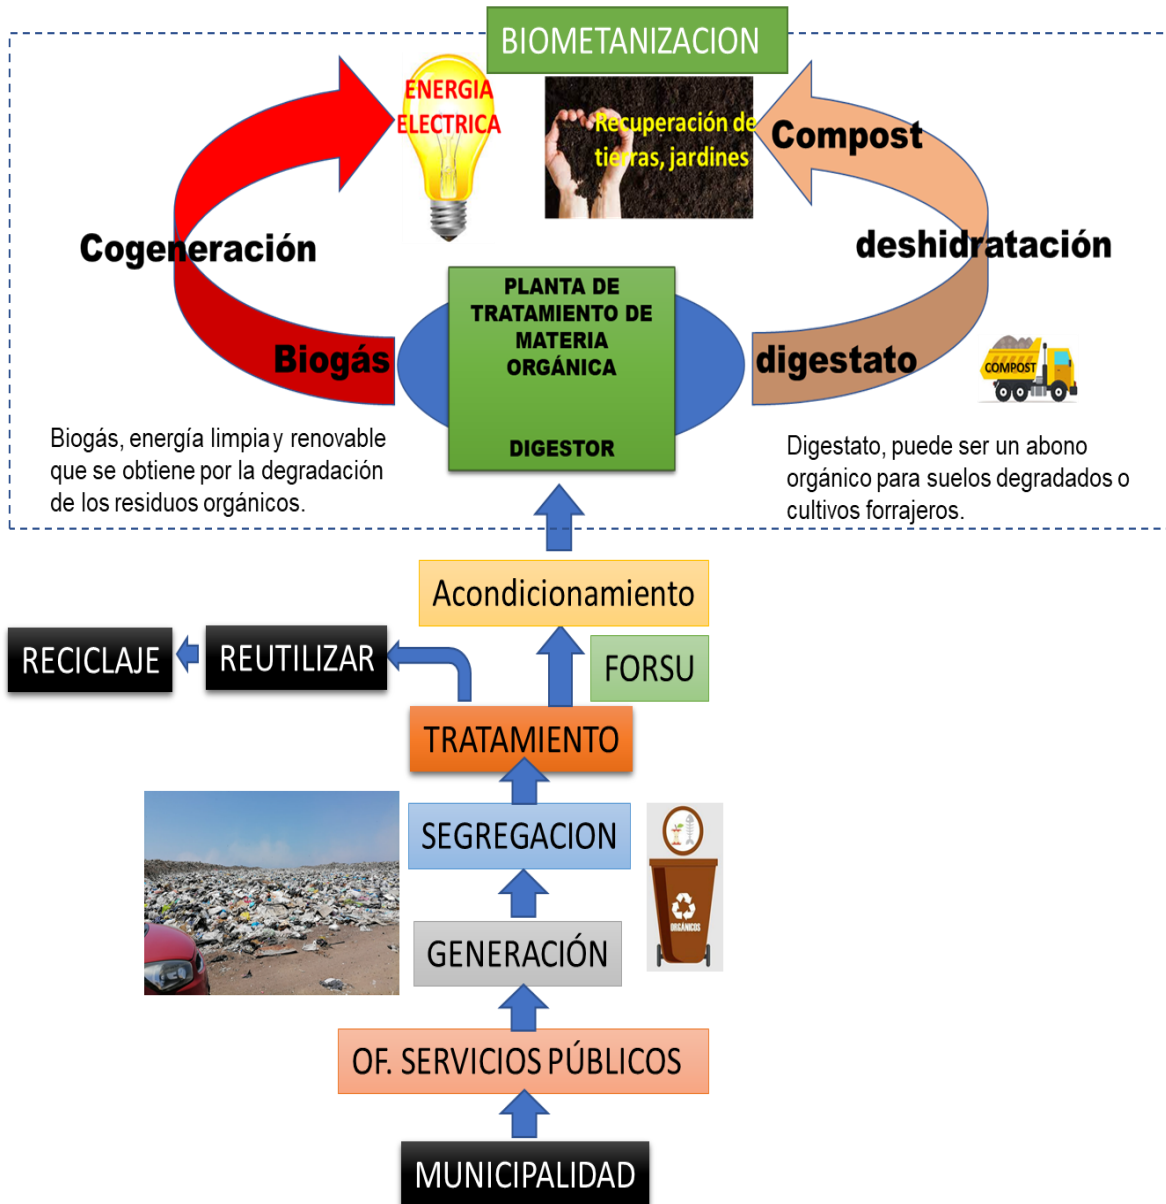 BIOMETANIZACION
ENERGIA
ELECTRICA
Recuperación de
tierras, jardines
Compost
Cogeneración
deshidratación
PLANTA DE
TRATAMIENTO DE
MATERIA
ORGÁNICA
DIGESTOR
Biogás
digestato
COMPOST
Biogás, energía limpia y renovable
que se obtiene por la degradación
de los residuos orgánicos.
Digestato, puede ser un abono
orgánico para suelos degradados o
cultivos forrajeros.
Acondicionamiento
RECICLAJE
REUTILIZAR
FORSU
TRATAMIENTO
SEGREGACION
ORGÁNICOS
GENERACIÓN
OF. SERVICIOS PÚBLICOS
MUNICIPALIDAD